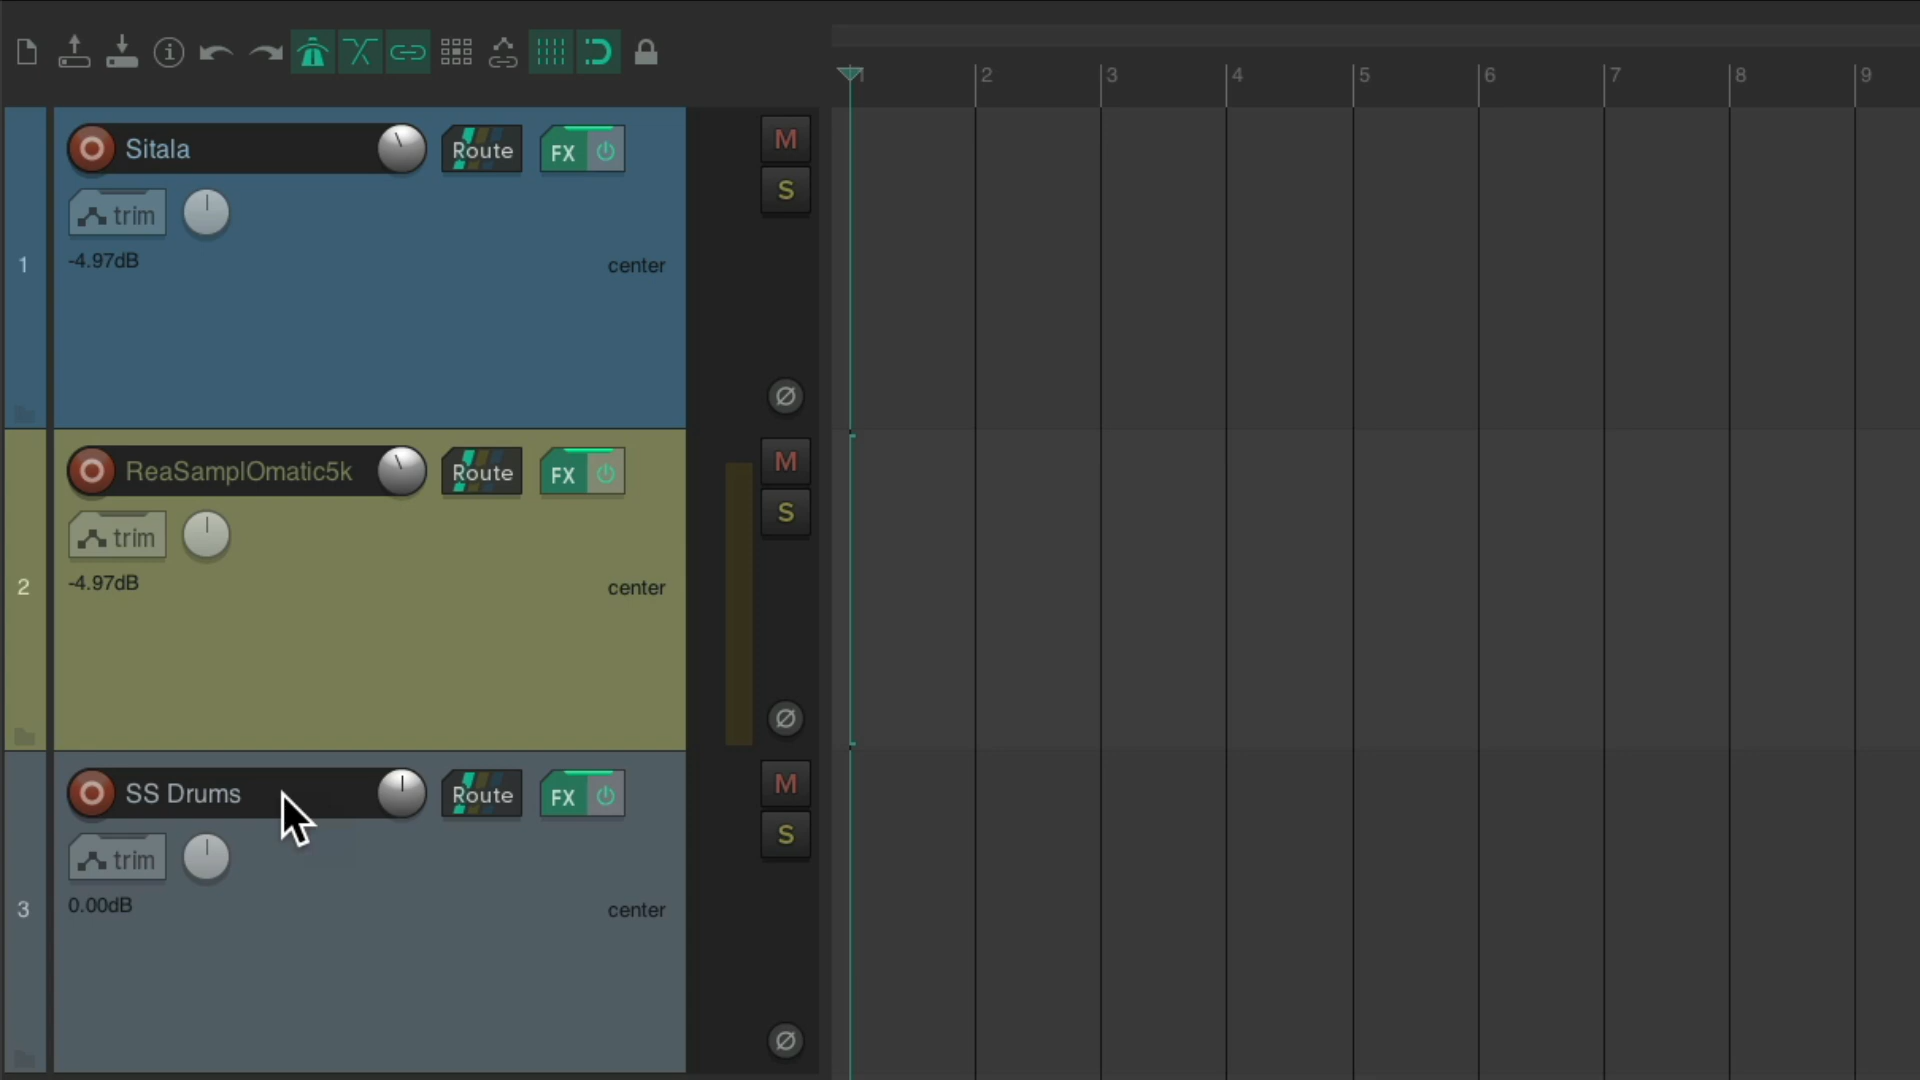 1 2 3 4 5 6 7 8 9
Sitala Route FX M
trim S
-4.97dB
1 center
ReaSamplOmatic5k Route FX M
trim S
-4.97dB
2 center
SS Drums Route FX M
trim S
0.00dB
3 center